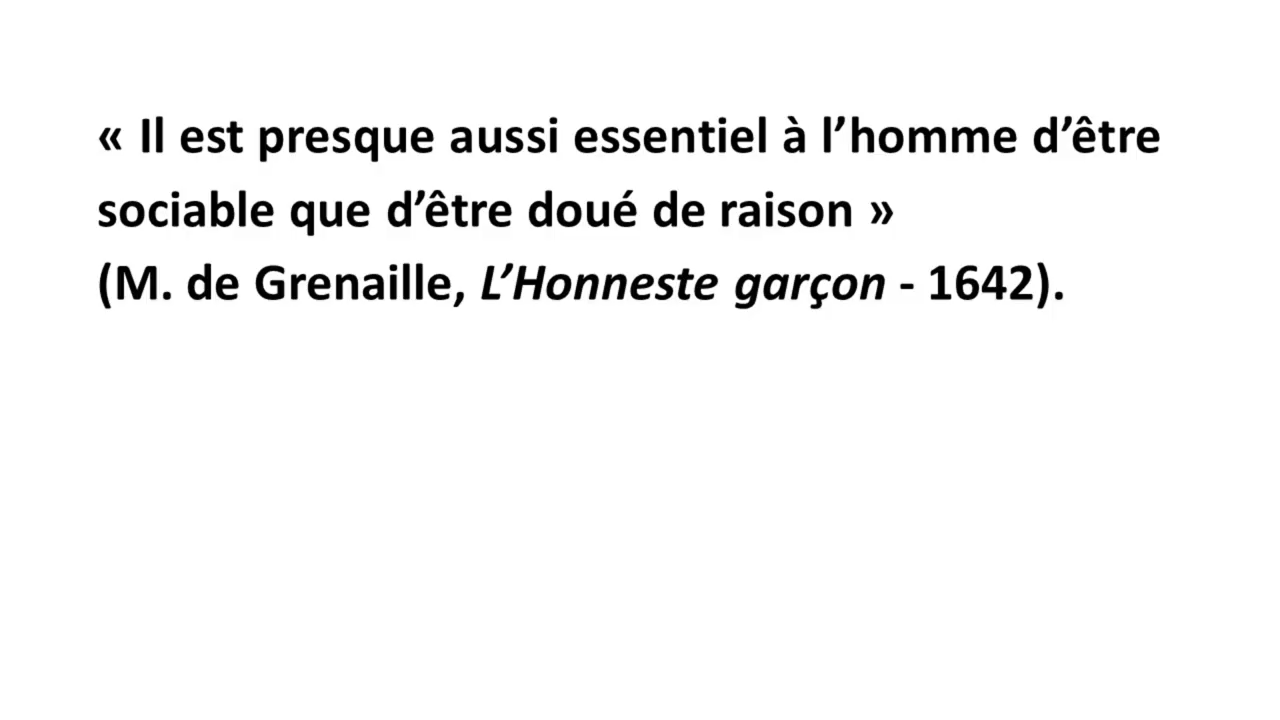 « Il est presque aussi essentiel à l’homme d’être
sociable que d’être doué de raison »
(M. de Grenaille, L’Honneste garçon - 1642).